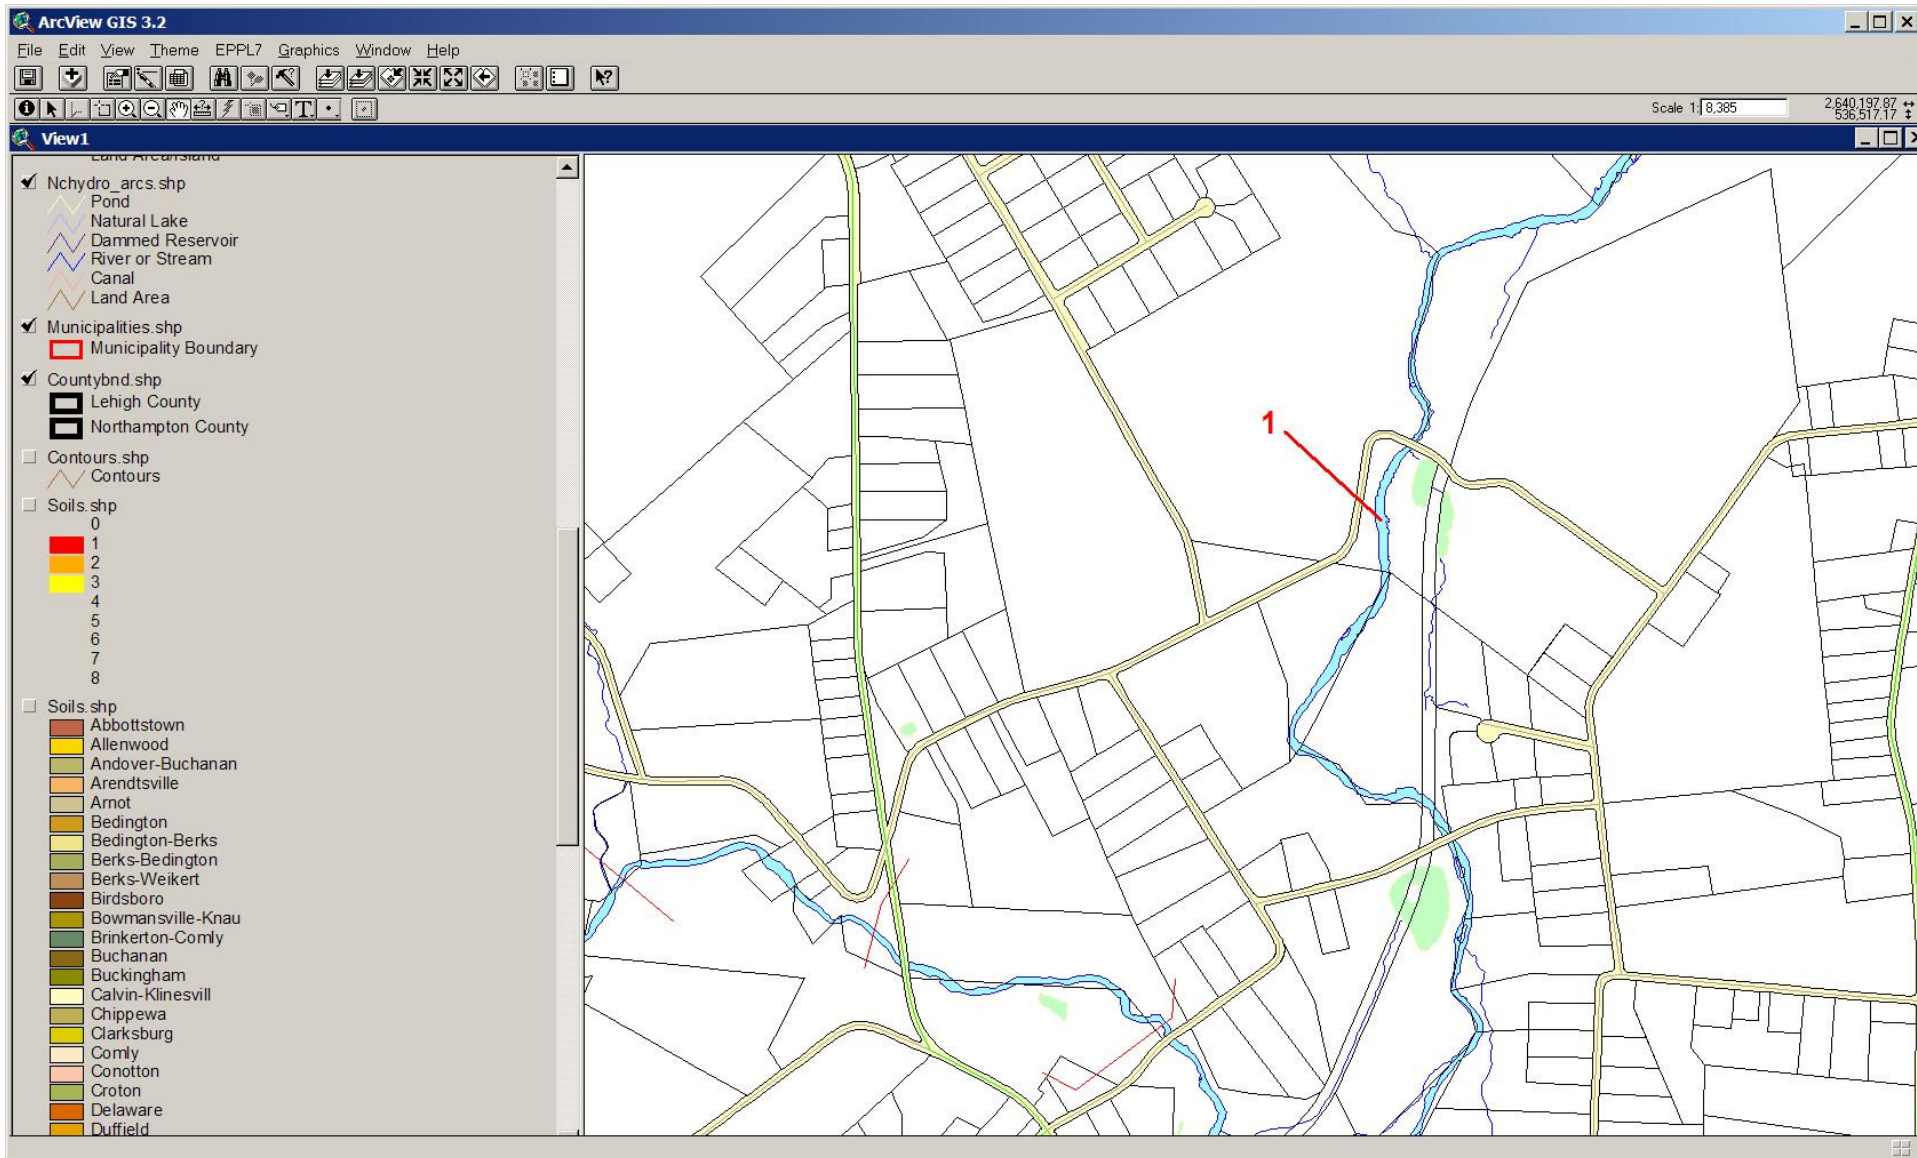 ArcView GIS 3.2
File Edit View Theme EPPL7 Graphics Window Help
Scale 1: 8,385
2,640,197.87
536,517.17
View1
Land Area/Island
Nchydro_arcs.shp
Pond
Natural Lake
Dammed Reservoir
River or Stream
Canal
Land Area
Municipalities.shp
Municipality Boundary
Countybnd.shp
Lehigh County
Northampton County
Contours.shp
Contours
Soils.shp
0
1
2
3
4
5
6
7
8
Soils.shp
Abbottstown
Allenwood
Andover-Buchanan
Arendtsville
Arnot
Bedington
Bedington-Berks
Berks-Bedington
Berks-Weikert
Birdsboro
Bowmansville-Knau
Brinkerton-Comly
Buchanan
Buckingham
Calvin-Klinesvill
Chippewa
Clarksburg
Comly
Conotton
Croton
Delaware
Duffield
1